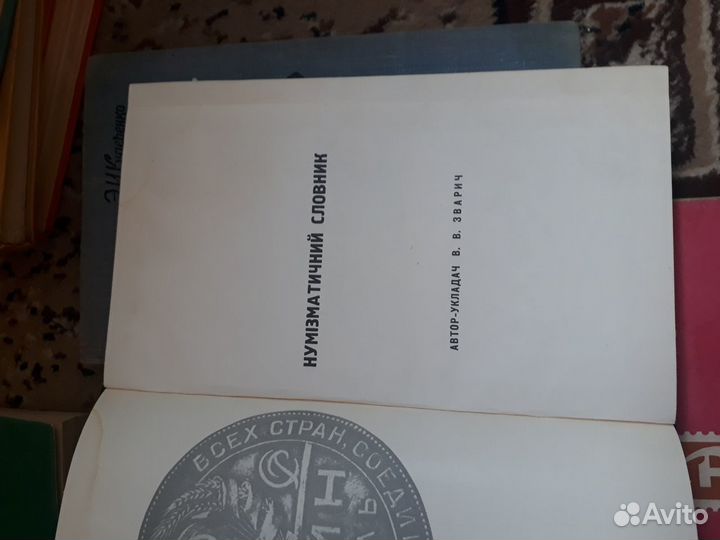 НУМІЗМАТИЧНИЙ СЛОВНИК
АВТОР-УКЛАДАЧ В. В. ЗВАРИЧ
ВСЕХ СТРАН, СОЕДИ
Avito